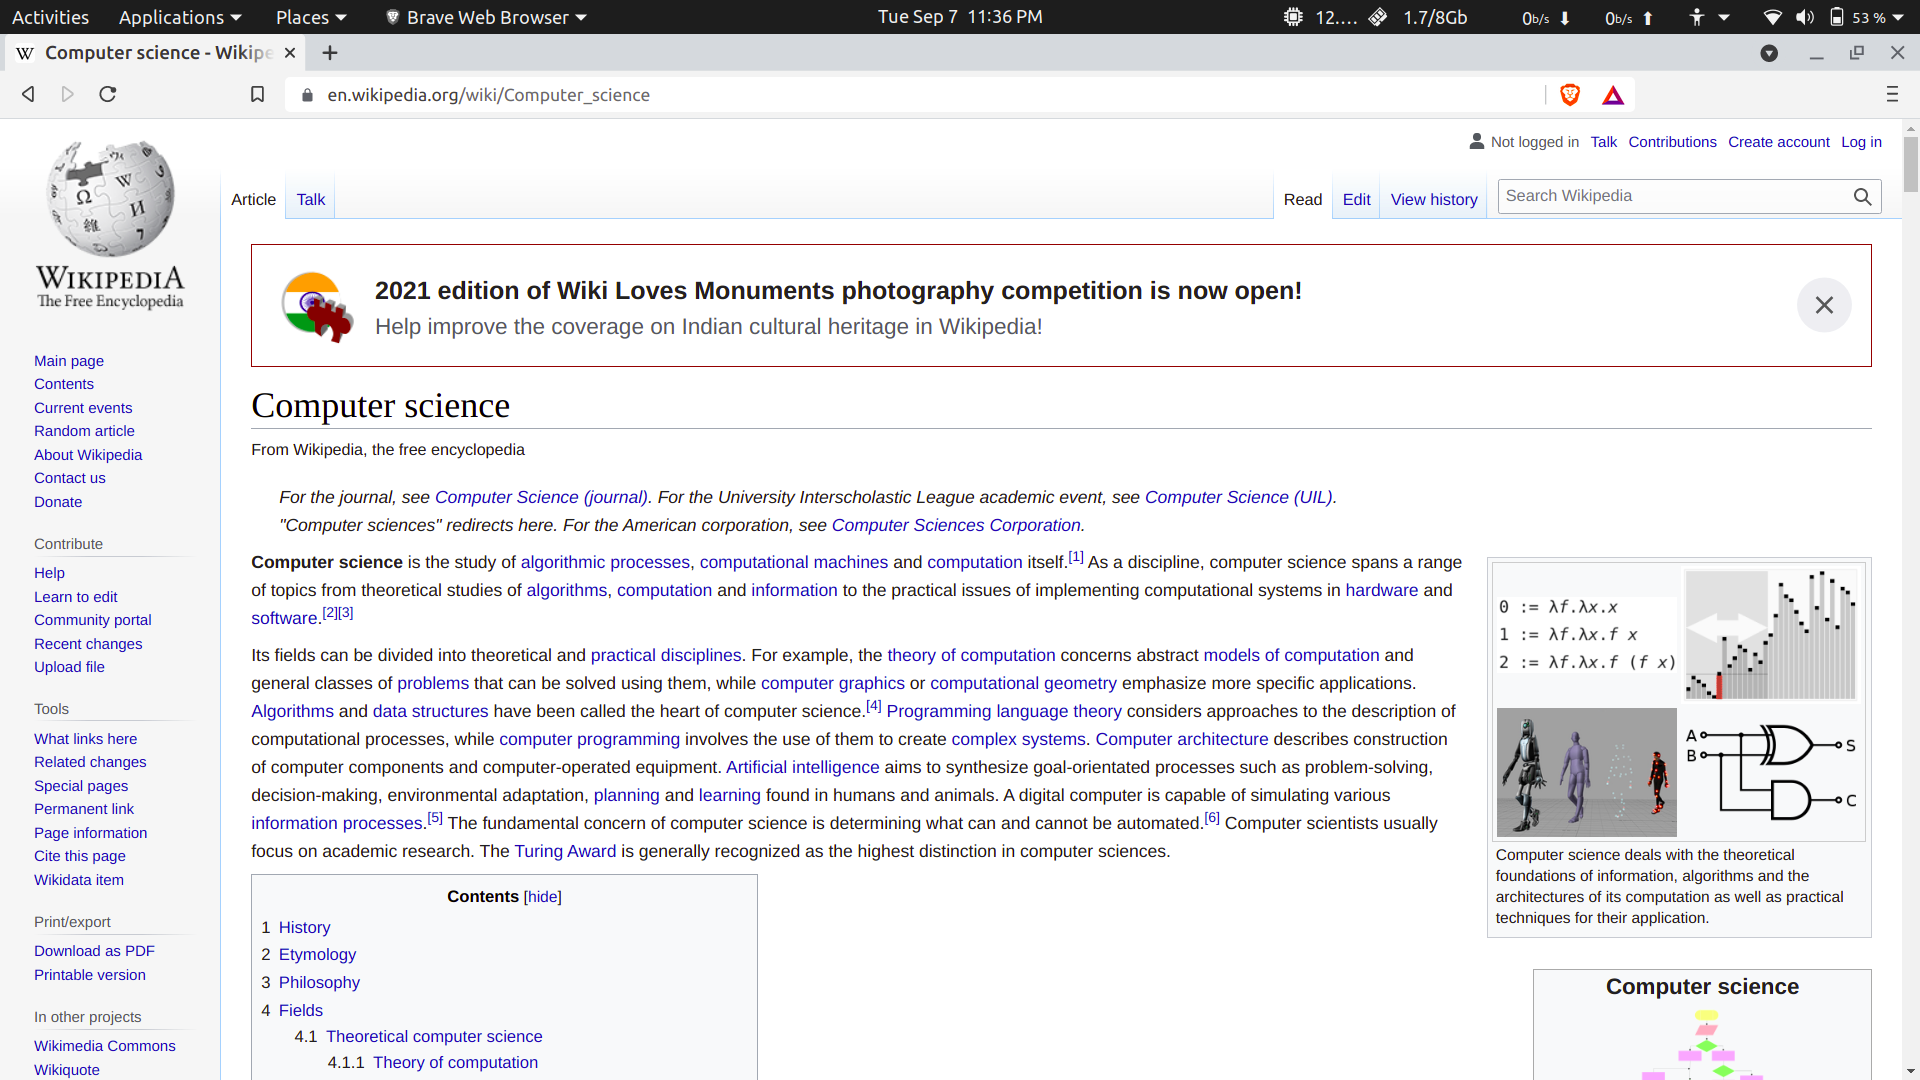 Activities Applications Places Brave Web Browser Tue Sep 7 11:36 PM 12.... 1.7/8Gb 0b/s 0b/s 53 %
Computer science - Wikipe
en.wikipedia.org/wiki/Computer_science
Not logged in Talk Contributions Create account Log in
Article Talk Read Edit View history Search Wikipedia
WIKIPEDIA
The Free Encyclopedia
Main page
Contents
Current events
Random article
About Wikipedia
Contact us
Donate
Contribute
Help
Learn to edit
Community portal
Recent changes
Upload file
Tools
What links here
Related changes
Special pages
Permanent link
Page information
Cite this page
Wikidata item
Print/export
Download as PDF
Printable version
In other projects
Wikimedia Commons
Wikiquote
2021 edition of Wiki Loves Monuments photography competition is now open!
Help improve the coverage on Indian cultural heritage in Wikipedia!
Computer science
From Wikipedia, the free encyclopedia
For the journal, see Computer Science (journal). For the University Interscholastic League academic event, see Computer Science (UIL).
"Computer sciences" redirects here. For the American corporation, see Computer Sciences Corporation.
Computer science is the study of algorithmic processes, computational machines and computation itself.[1] As a discipline, computer science spans a range
of topics from theoretical studies of algorithms, computation and information to the practical issues of implementing computational systems in hardware and
software.[2][3]
Its fields can be divided into theoretical and practical disciplines. For example, the theory of computation concerns abstract models of computation and
general classes of problems that can be solved using them, while computer graphics or computational geometry emphasize more specific applications.
Algorithms and data structures have been called the heart of computer science.[4] Programming language theory considers approaches to the description of
computational processes, while computer programming involves the use of them to create complex systems. Computer architecture describes construction
of computer components and computer-operated equipment. Artificial intelligence aims to synthesize goal-orientated processes such as problem-solving,
decision-making, environmental adaptation, planning and learning found in humans and animals. A digital computer is capable of simulating various
information processes.[5] The fundamental concern of computer science is determining what can and cannot be automated.[6] Computer scientists usually
focus on academic research. The Turing Award is generally recognized as the highest distinction in computer sciences.
Contents [hide]
1 History
2 Etymology
3 Philosophy
4 Fields
4.1 Theoretical computer science
4.1.1 Theory of computation
0 := λf.λx.x
1 := λf.λx.f x
2 := λf.λx.f (f x)
A
B
S
C
Computer science deals with the theoretical
foundations of information, algorithms and the
architectures of its computation as well as practical
techniques for their application.
Computer science